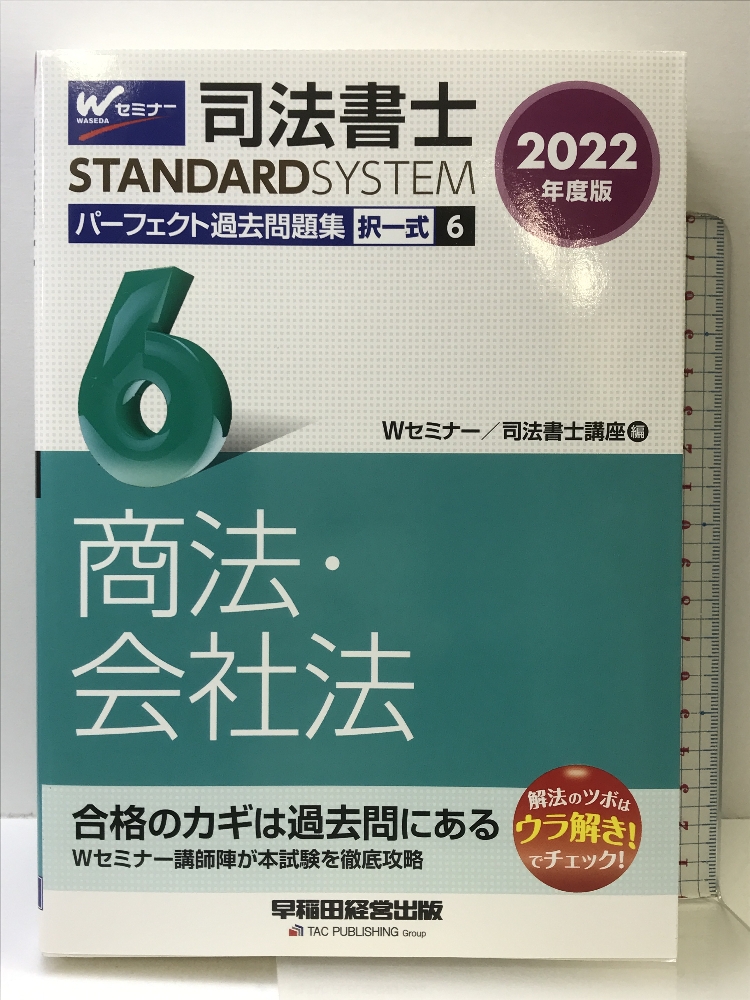 Wセミナー
WASEDA
司法書士
STANDARDSYSTEM
パーフェクト過去問題集 択一式 6
2022
年度版
6
Wセミナー／司法書士講座 編
商法・
会社法
合格のカギは過去問にある
Wセミナー講師陣が本試験を徹底攻略
解法のツボは
ウラ解き!
でチェック!
早稲田経営出版
TAC PUBLISHING Group